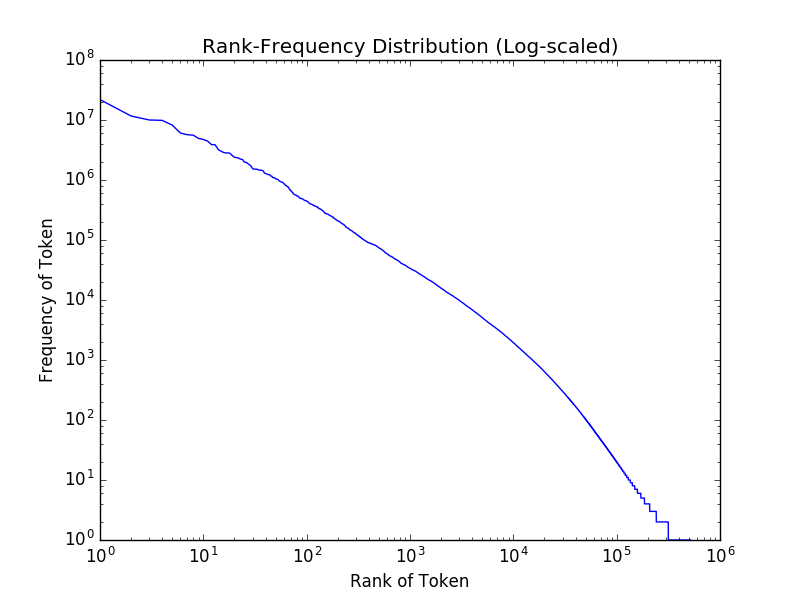 Rank-Frequency Distribution (Log-scaled)
10^8
10^7
10^6
10^5
10^4
10^3
10^2
10^1
10^0
Frequency of Token
10^0 10^1 10^2 10^3 10^4 10^5 10^6
Rank of Token